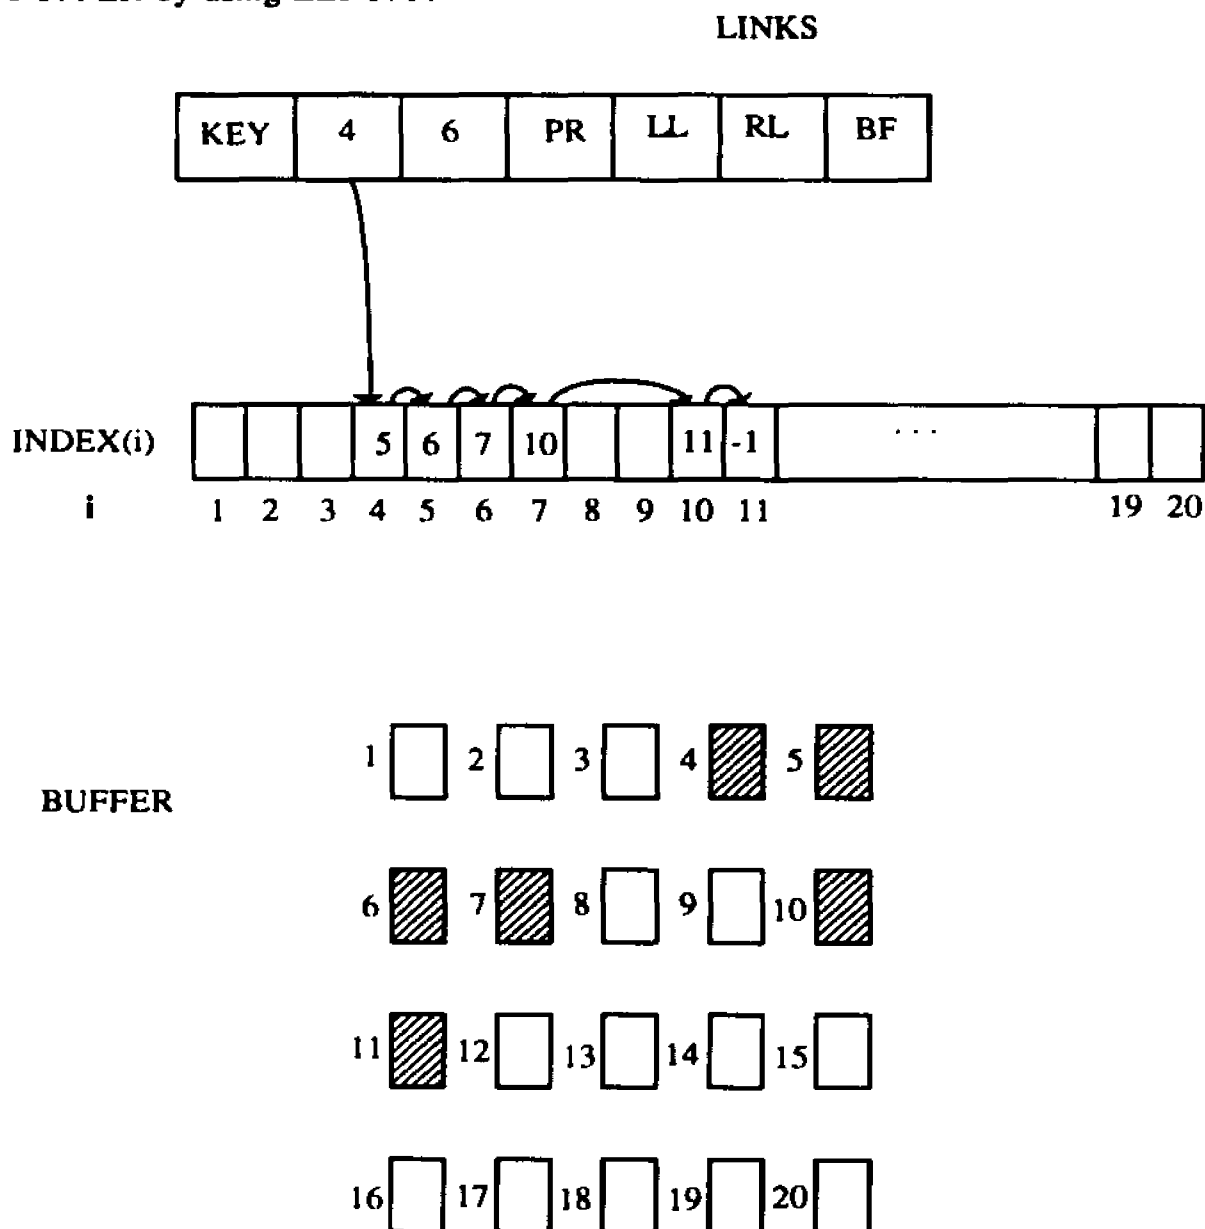 LINKS
KEY 4 6 PR LL RL BF
INDEX(i) 5 6 7 10 11 -1 ...
i 1 2 3 4 5 6 7 8 9 10 11 19 20
1 2 3 4 5
BUFFER
6 7 8 9 10
11 12 13 14 15
16 17 18 19 20